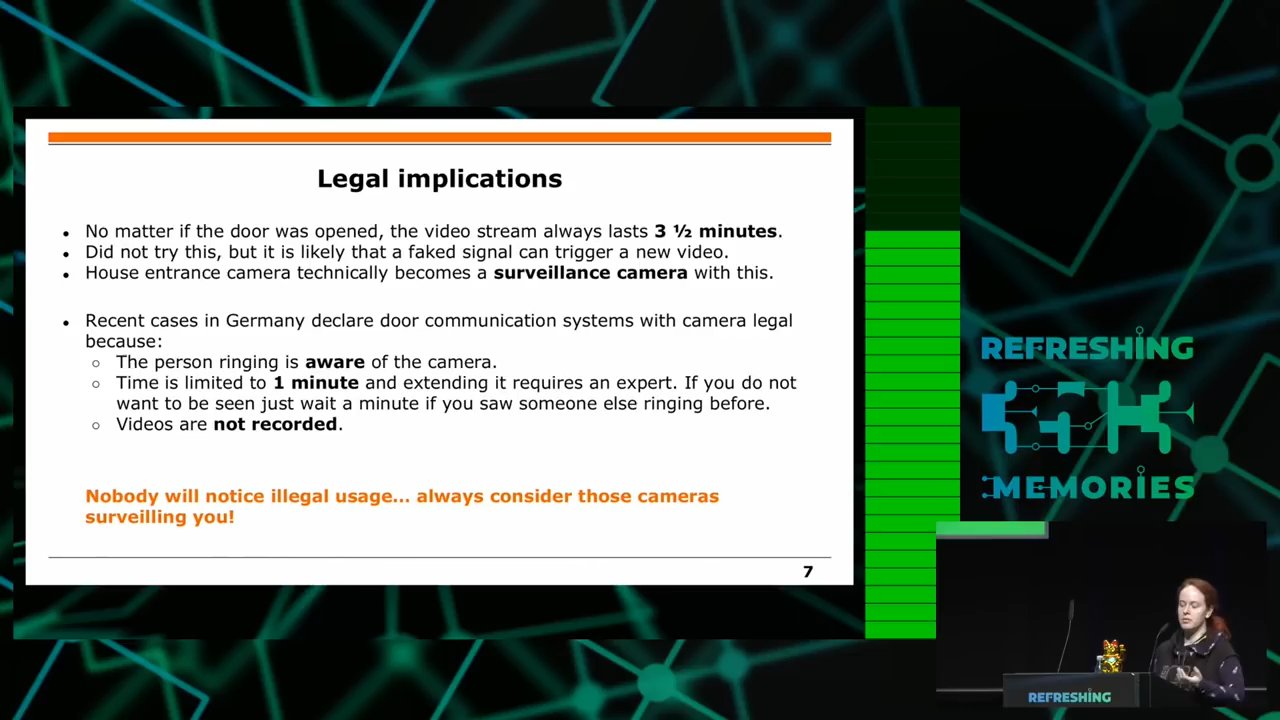 Legal implications
No matter if the door was opened, the video stream always lasts 3 ½ minutes.
Did not try this, but it is likely that a faked signal can trigger a new video.
House entrance camera technically becomes a surveillance camera with this.
Recent cases in Germany declare door communication systems with camera legal
because:
The person ringing is aware of the camera.
Time is limited to 1 minute and extending it requires an expert. If you do not
want to be seen just wait a minute if you saw someone else ringing before.
Videos are not recorded.
Nobody will notice illegal usage... always consider those cameras
surveilling you!
7
REFRESHING
MEMORIES
REFRESHING